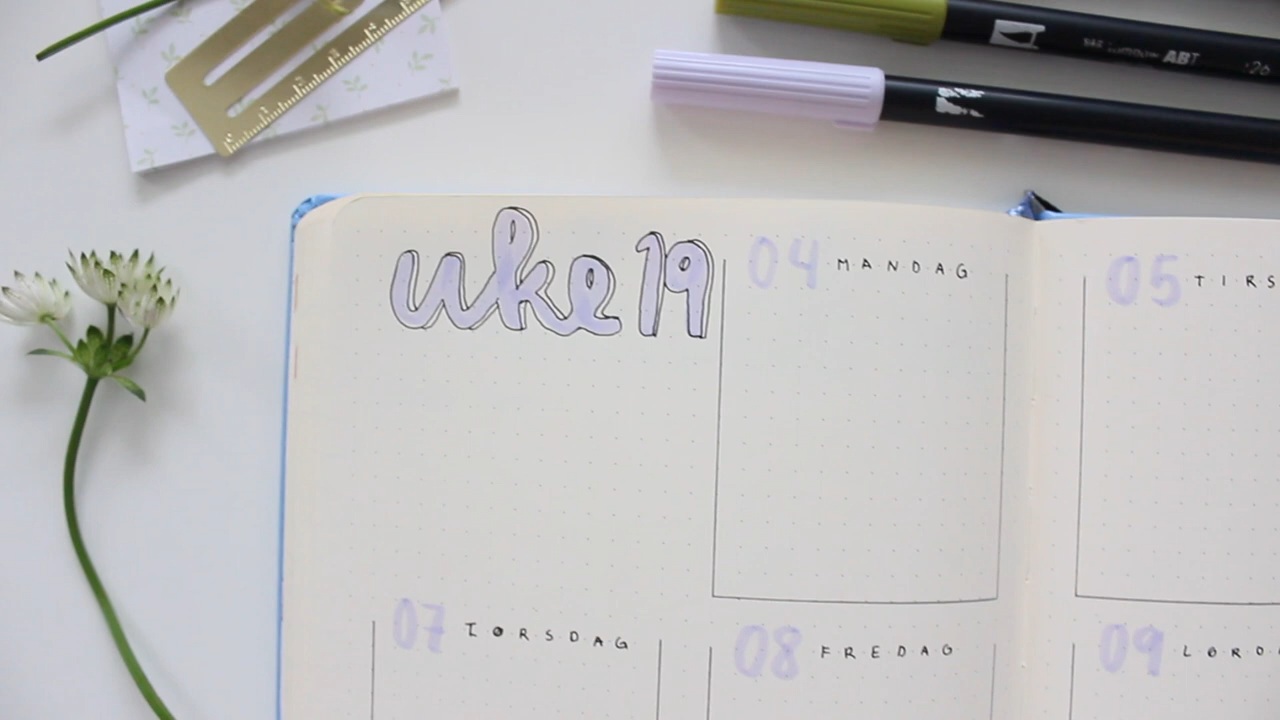 ABT
uke 19
04 MANDAG
05 TIRS
07 TORSDAG
08 FREDAG
09 LØRD